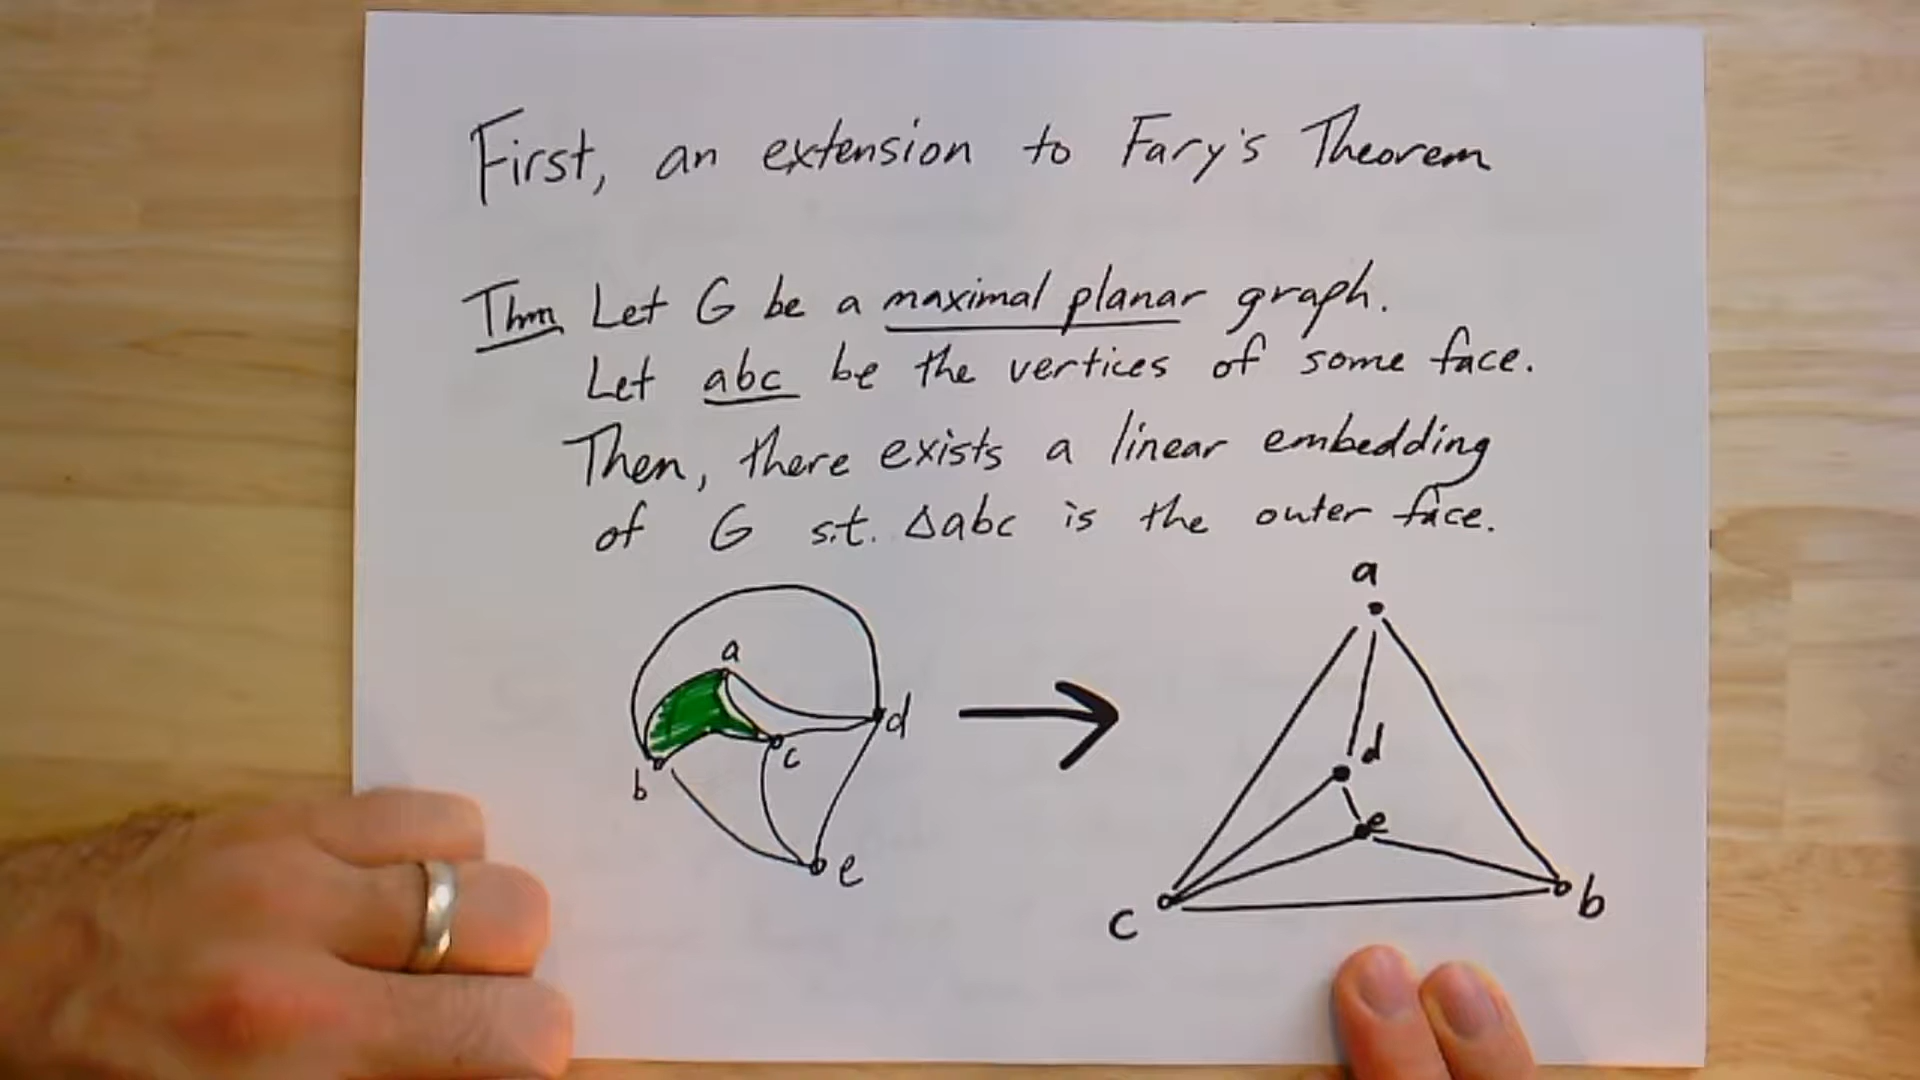 First, an extension to Fary's Theorem
Thm Let G be a maximal planar graph.
Let abc be the vertices of some face.
Then, there exists a linear embedding
of G s.t. Δabc is the outer face.
a
b
c
d
e
a
d
e
c
b